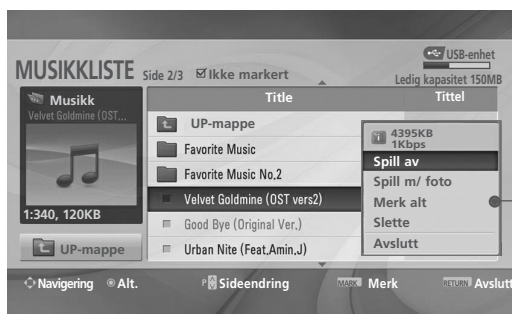 USB-enhet
MUSIKKLISTE Side 2/3 Ikke markert
Ledig kapasitet 150MB
Musikk
Velvet Goldmine (OST...
1:340, 120KB
UP-mappe
Title
Tittel
UP-mappe
Favorite Music
Favorite Music No.2
Velvet Goldmine (OST vers2)
Good Bye (Original Ver.)
Urban Nite (Feat.Amin.J)
4395KB
1Kbps
Spill av
Spill m/ foto
Merk alt
Slette
Avslutt
Navigering Alt. P Sideendring MARK Merk RETURN Avslutt